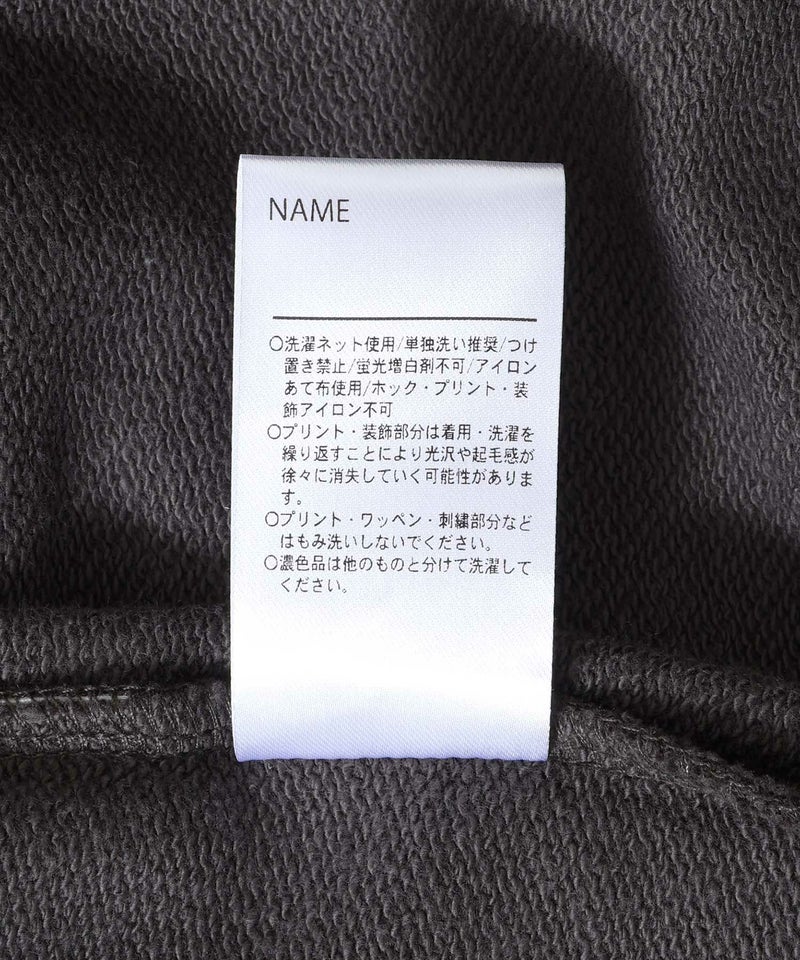 NAME
○洗濯ネット使用/単独洗い推奨/つけ
置き禁止/蛍光増白剤不可/アイロン
あて布使用/ホック・プリント・装
飾アイロン不可
○プリント・装飾部分は着用・洗濯を
繰り返すことにより光沢や起毛感が
徐々に消失していく可能性がありま
す。
○プリント・ワッペン・刺繍部分など
はもみ洗いしないでください。
○濃色品は他のものと分けて洗濯して
ください。